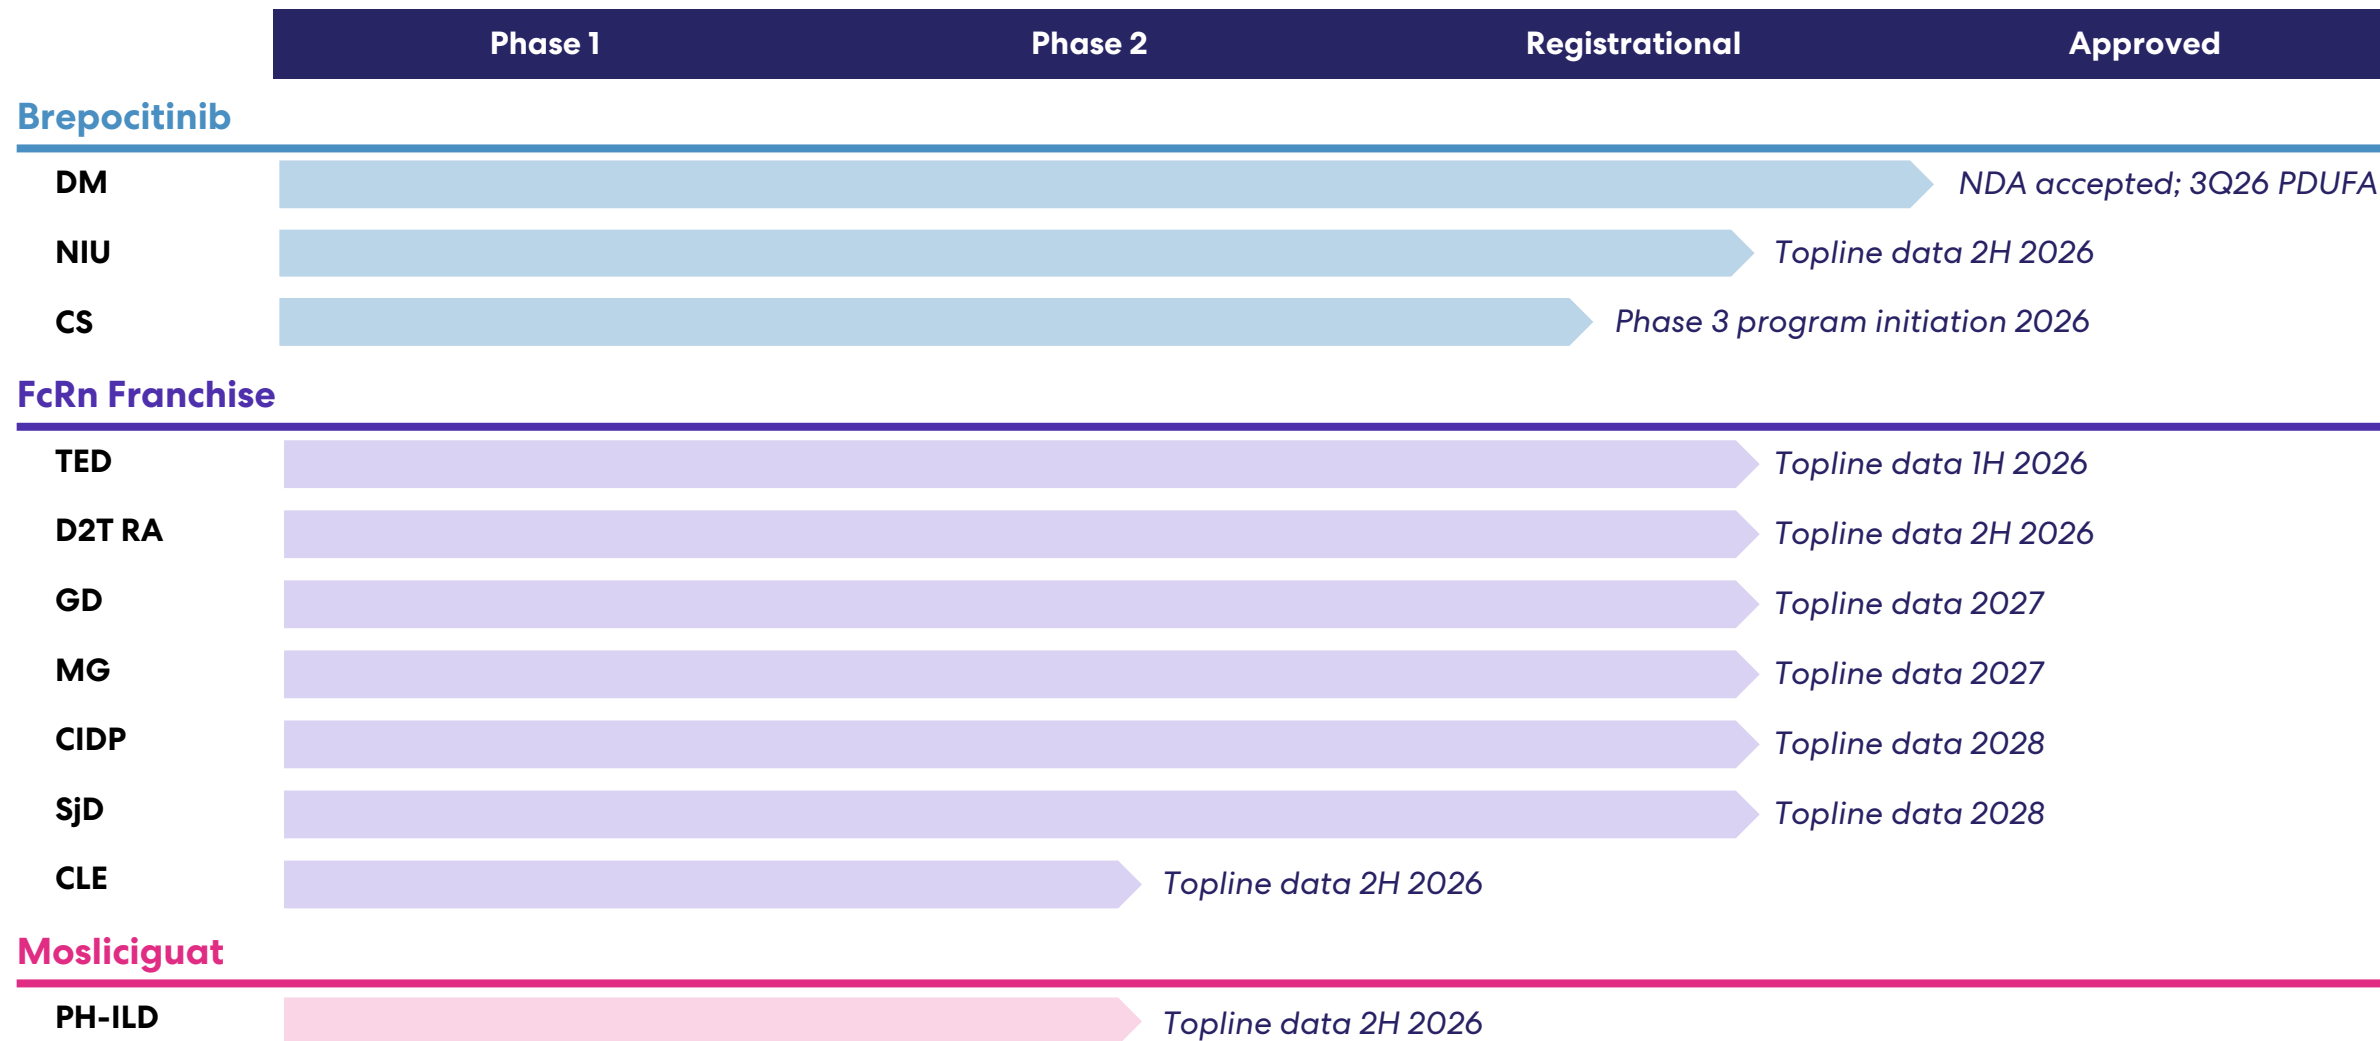 Phase 1 Phase 2 Registrational Approved
Brepocitinib
DM NDA accepted; 3Q26 PDUFA
NIU Topline data 2H 2026
CS Phase 3 program initiation 2026
FcRn Franchise
TED Topline data 1H 2026
D2T RA Topline data 2H 2026
GD Topline data 2027
MG Topline data 2027
CIDP Topline data 2028
SjD Topline data 2028
CLE Topline data 2H 2026
Mosliciguat
PH-ILD Topline data 2H 2026